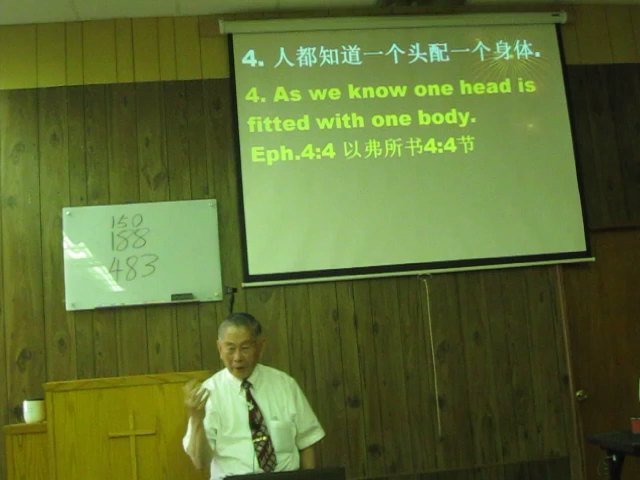 4. 人都知道一个头配一个身体.
4. As we know one head is
fitted with one body.
Eph.4:4 以弗所书4:4节
150
188
483